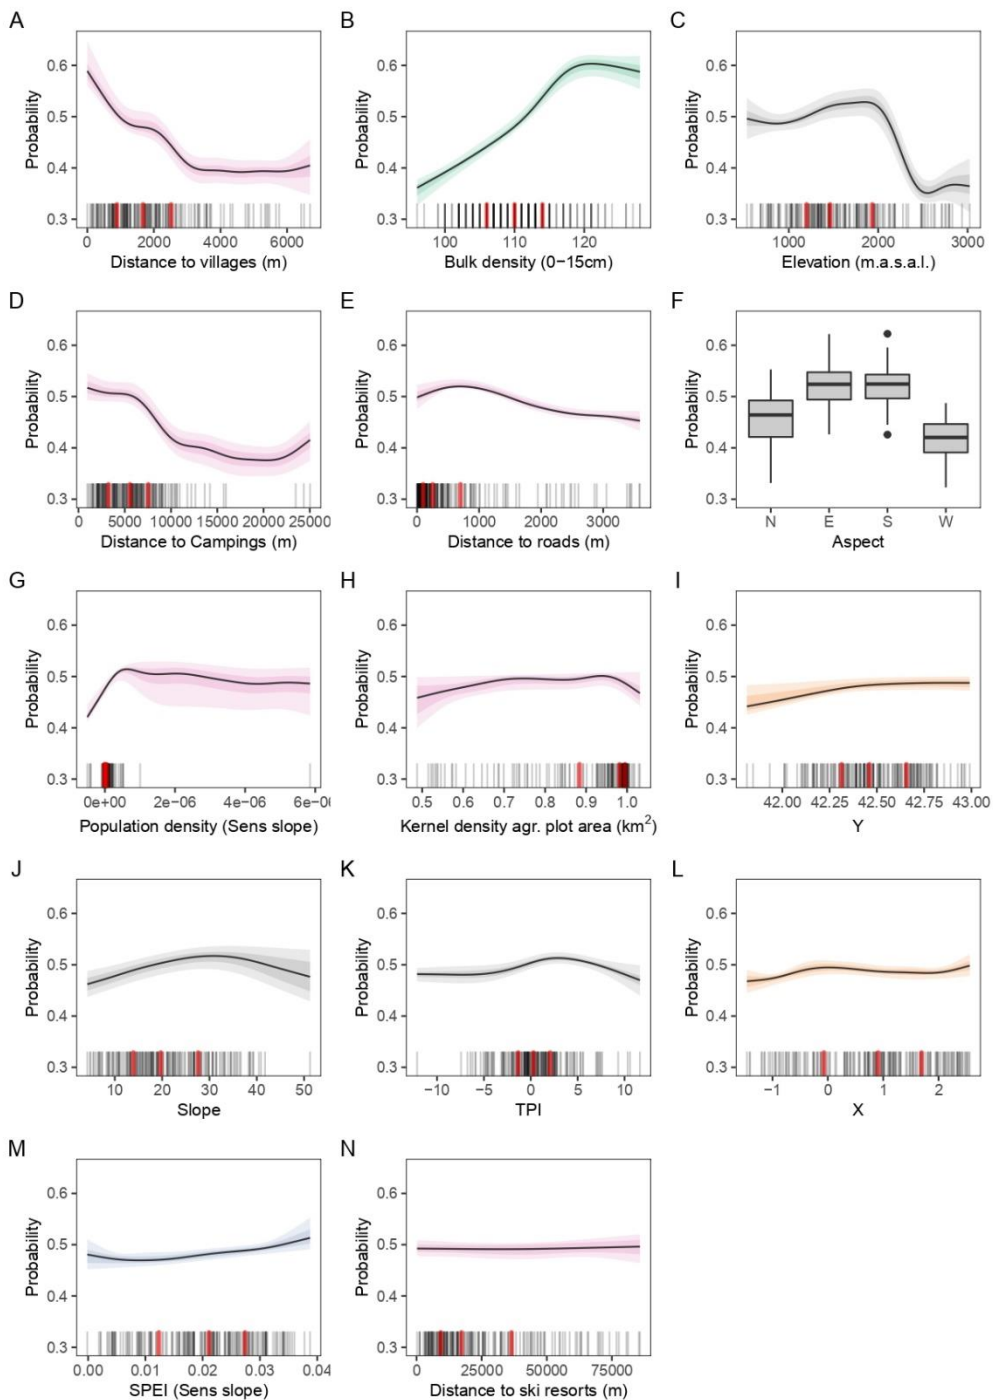 A
B
C
Probability
0.6
0.5
0.4
0.3
0 2000 4000 6000
Distance to villages (m)
Probability
0.6
0.5
0.4
0.3
100 110 120
Bulk density (0−15cm)
Probability
0.6
0.5
0.4
0.3
1000 2000 3000
Elevation (m.a.s.a.l.)
D
E
F
Probability
0.6
0.5
0.4
0.3
0 5000 10000 15000 20000 25000
Distance to Campings (m)
Probability
0.6
0.5
0.4
0.3
0 1000 2000 3000
Distance to roads (m)
Probability
0.6
0.5
0.4
0.3
N E S W
Aspect
G
H
I
Probability
0.6
0.5
0.4
0.3
0e+00 2e−06 4e−06
Population density (Sens slope)
Probability
0.6
0.5
0.4
0.3
0.5 0.6 0.7 0.8 0.9 1.0
Kernel density agr. plot area (km²)
Probability
0.6
0.5
0.4
0.3
42.00 42.25 42.50 42.75 43.00
Y
J
K
L
Probability
0.6
0.5
0.4
0.3
10 20 30 40 50
Slope
Probability
0.6
0.5
0.4
0.3
−10 −5 0 5 10
TPI
Probability
0.6
0.5
0.4
0.3
−1 0 1 2
X
M
N
Probability
0.6
0.5
0.4
0.3
0.00 0.01 0.02 0.03 0.04
SPEI (Sens slope)
Probability
0.6
0.5
0.4
0.3
0 25000 50000 75000
Distance to ski resorts (m)